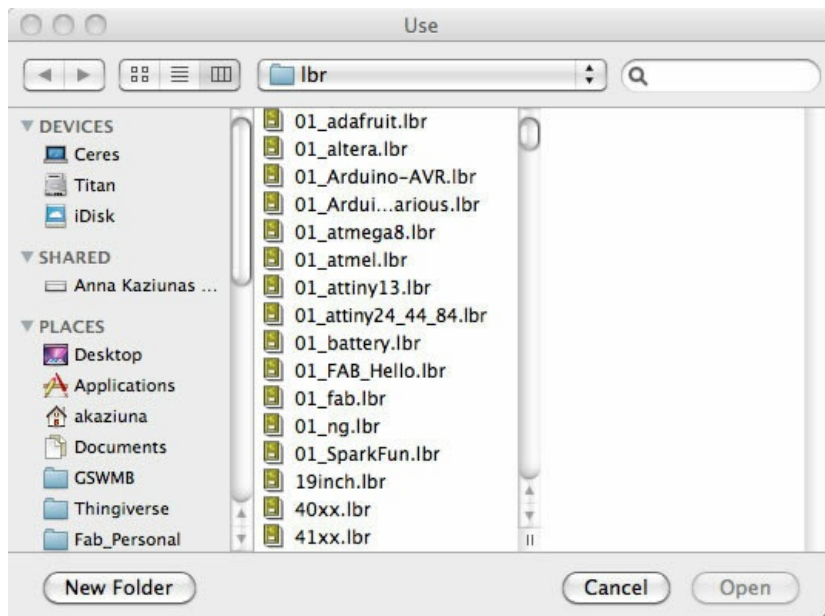 Use
lbr
DEVICES
Ceres
Titan
iDisk
SHARED
Anna Kaziunas ...
PLACES
Desktop
Applications
akaziuna
Documents
GSWMB
Thingiverse
Fab_Personal
01_adafruit.lbr
01_altera.lbr
01_Arduino-AVR.lbr
01_Ardui...arious.lbr
01_atmega8.lbr
01_atmel.lbr
01_attiny13.lbr
01_attiny24_44_84.lbr
01_battery.lbr
01_FAB_Hello.lbr
01_fab.lbr
01_ng.lbr
01_SparkFun.lbr
19inch.lbr
40xx.lbr
41xx.lbr
New Folder
Cancel
Open